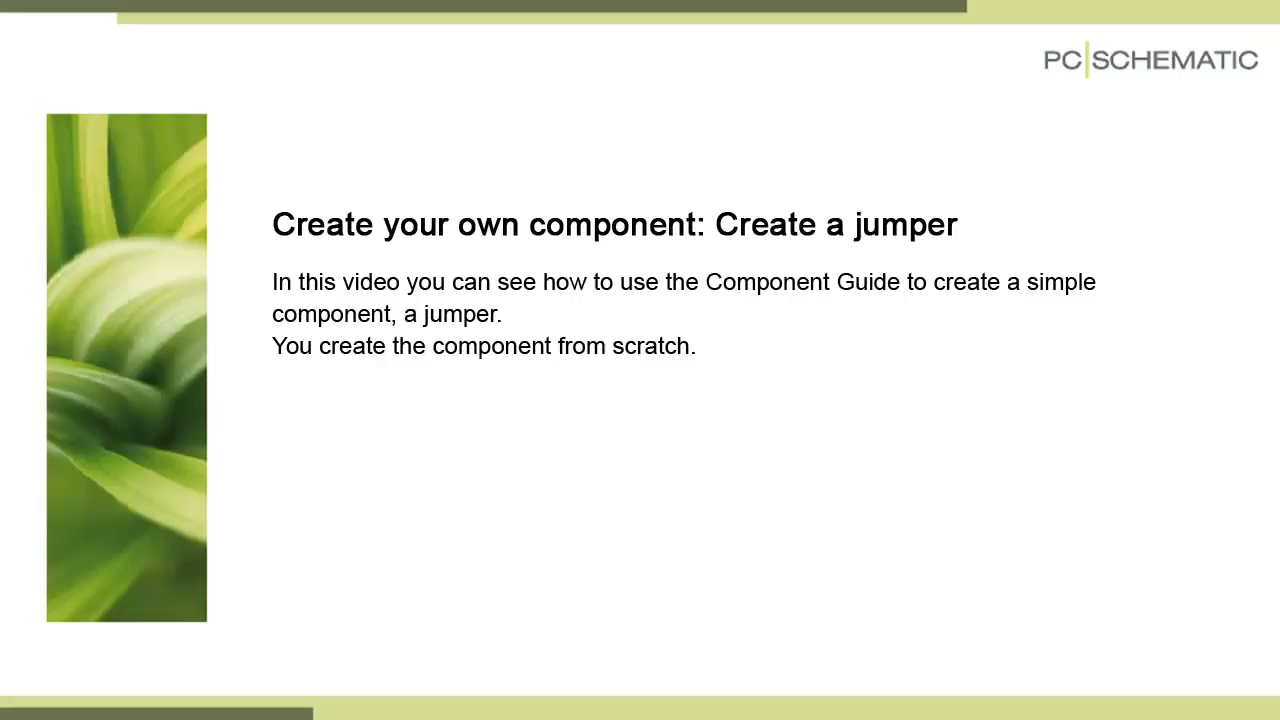 PC|SCHEMATIC
Create your own component: Create a jumper
In this video you can see how to use the Component Guide to create a simple
component, a jumper.
You create the component from scratch.